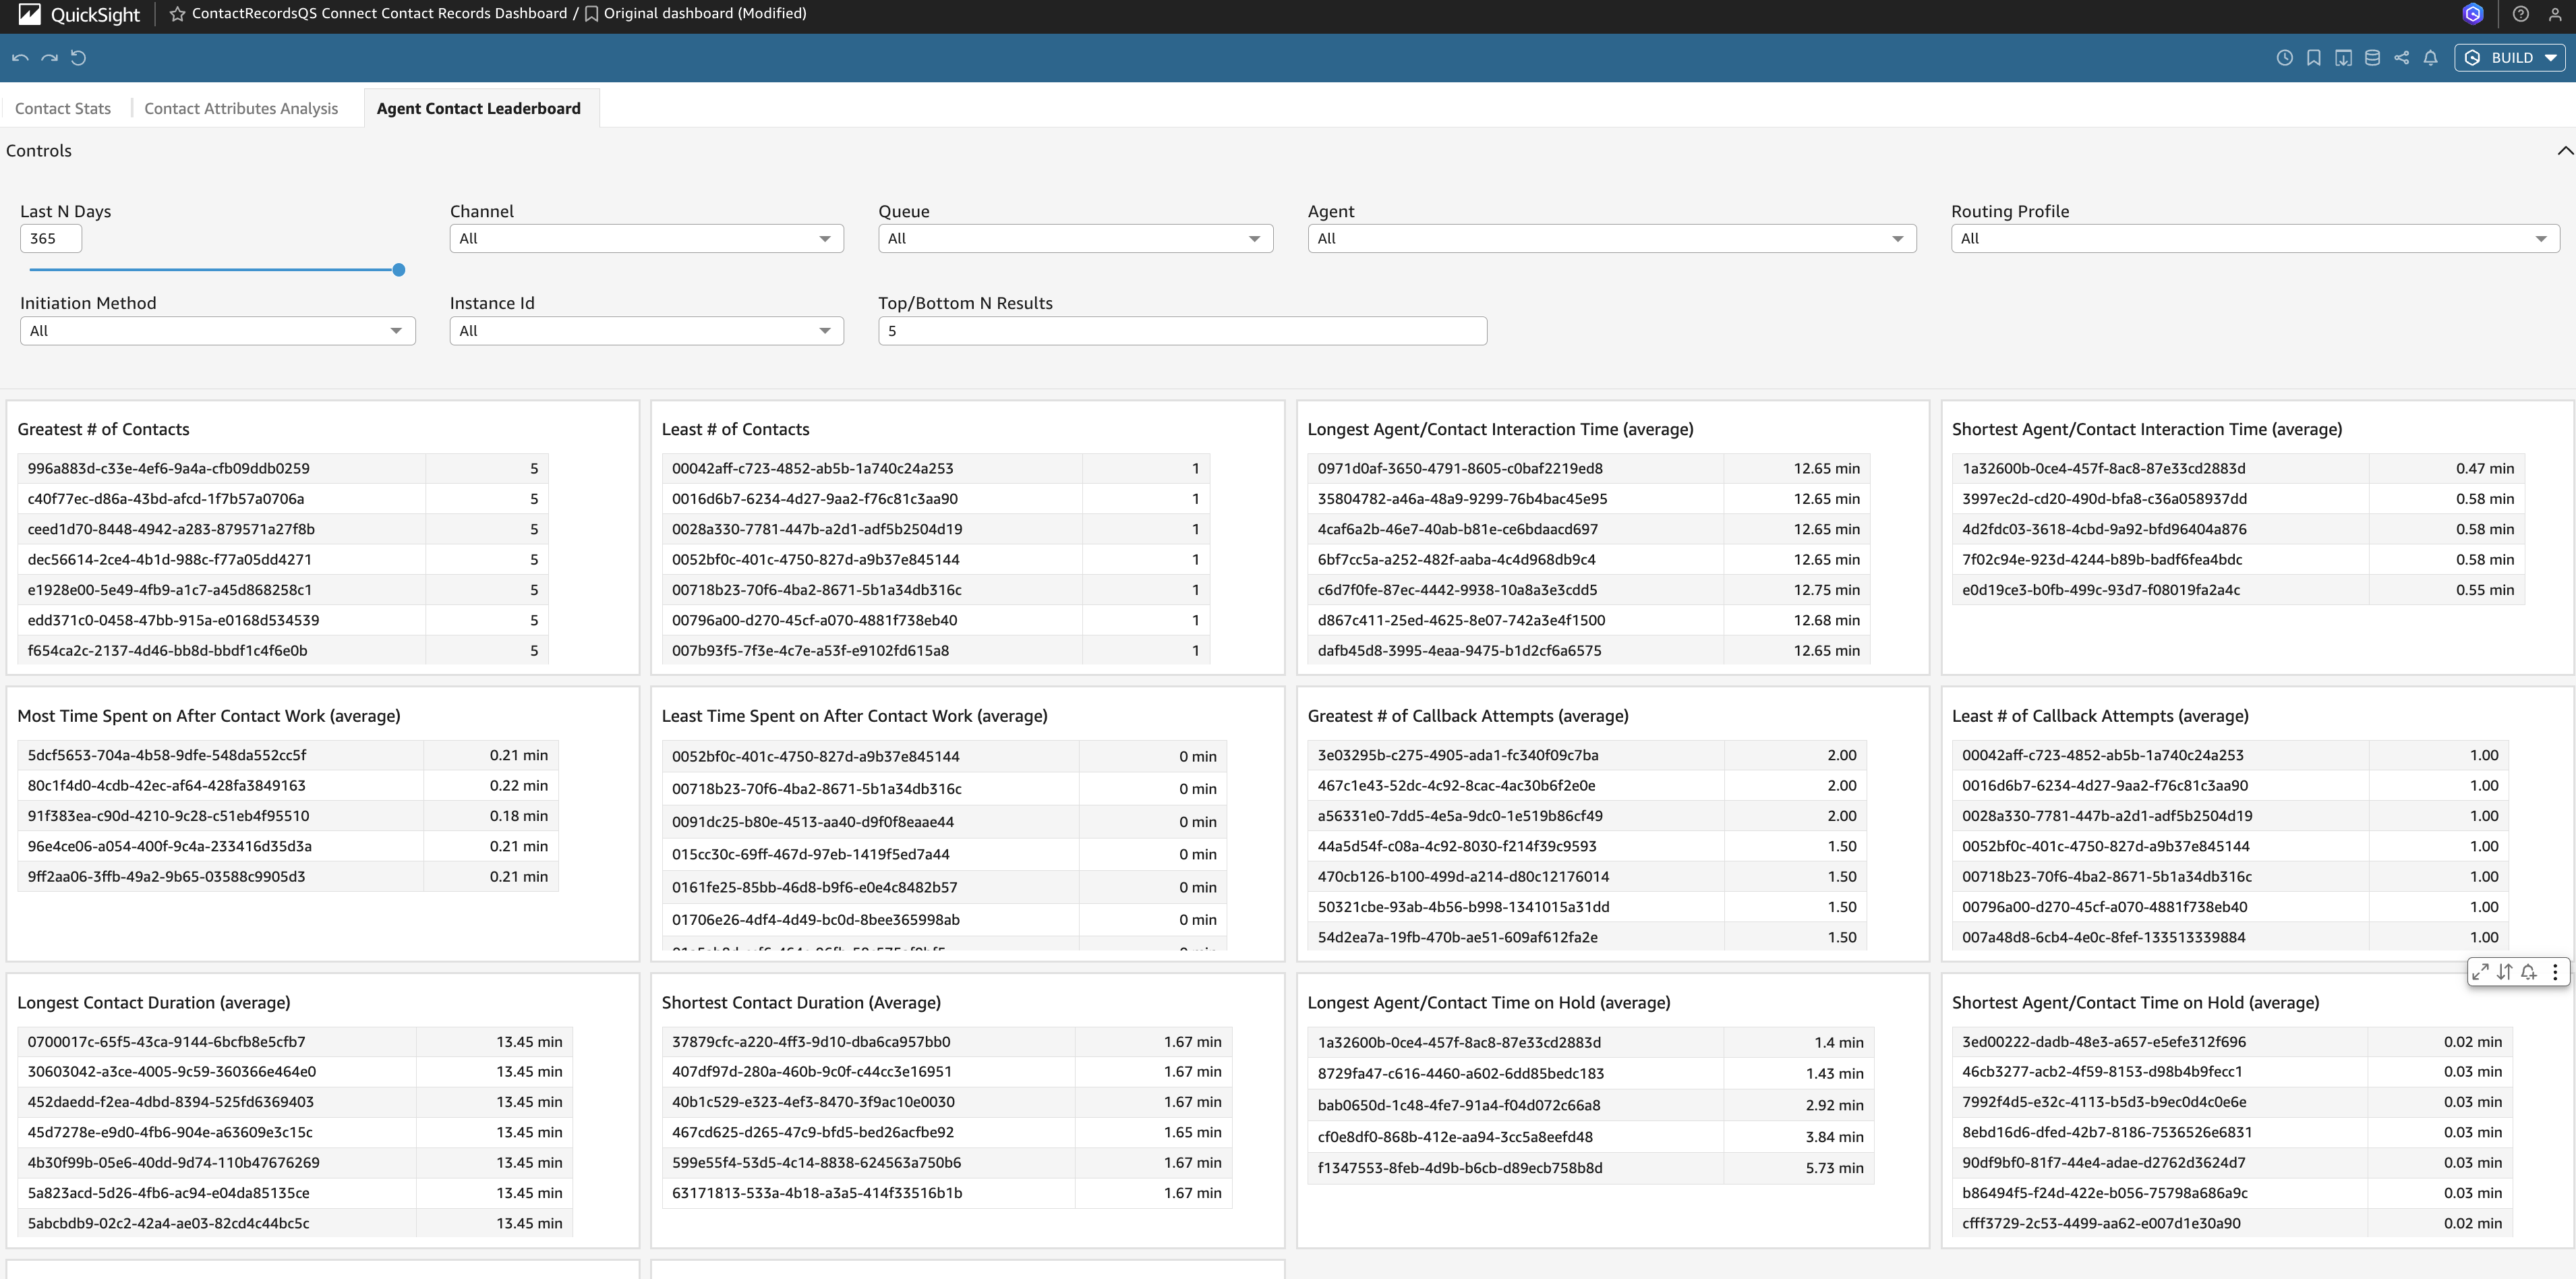 QuickSight
ContactRecordsQS Connect Contact Records Dashboard / Original dashboard (Modified)
BUILD
Contact Stats
Contact Attributes Analysis
Agent Contact Leaderboard
Controls
Last N Days
365
Channel
All
Queue
All
Agent
All
Routing Profile
All
Initiation Method
All
Instance Id
All
Top/Bottom N Results
5
Greatest # of Contacts
996a883d-c33e-4ef6-9a4a-cfb09ddb0259 5
c40f77ec-d86a-43bd-afcd-1f7b57a0706a 5
ceed1d70-8448-4942-a283-879571a27f8b 5
dec56614-2ce4-4b1d-988c-f77a05dd4271 5
e1928e00-5e49-4fb9-a1c7-a45d868258c1 5
edd371c0-0458-47bb-915a-e0168d534539 5
f654ca2c-2137-4d46-bb8d-bbdf1c4f6e0b 5
Least # of Contacts
00042aff-c723-4852-ab5b-1a740c24a253 1
0016d6b7-6234-4d27-9aa2-f76c81c3aa90 1
0028a330-7781-447b-a2d1-adf5b2504d19 1
0052bf0c-401c-4750-827d-a9b37e845144 1
00718b23-70f6-4ba2-8671-5b1a34db316c 1
00796a00-d270-45cf-a070-4881f738eb40 1
007b93f5-7f3e-4c7e-a53f-e9102fd615a8 1
Longest Agent/Contact Interaction Time (average)
0971d0af-3650-4791-8605-c0baf2219ed8 12.65 min
35804782-a46a-48a9-9299-76b4bac45e95 12.65 min
4caf6a2b-46e7-40ab-b81e-ce6bdaacd697 12.65 min
6bf7cc5a-a252-482f-aaba-4c4d968db9c4 12.65 min
c6d7f0fe-87ec-4442-9938-10a8a3e3cdd5 12.75 min
d867c411-25ed-4625-8e07-742a3e4f1500 12.68 min
dafb45d8-3995-4eaa-9475-b1d2cf6a6575 12.65 min
Shortest Agent/Contact Interaction Time (average)
1a32600b-0ce4-457f-8ac8-87e33cd2883d 0.47 min
3997ec2d-cd20-490d-bfa8-c36a058937dd 0.58 min
4d2fdc03-3618-4cbd-9a92-bfd96404a876 0.58 min
7f02c94e-923d-4244-b89b-badf6fea4bdc 0.58 min
e0d19ce3-b0fb-499c-93d7-f08019fa2a4c 0.55 min
Most Time Spent on After Contact Work (average)
5dcf5653-704a-4b58-9dfe-548da552cc5f 0.21 min
80c1f4d0-4cdb-42ec-af64-428fa3849163 0.22 min
91f383ea-c90d-4210-9c28-c51eb4f95510 0.18 min
96e4ce06-a054-400f-9c4a-233416d35d3a 0.21 min
9ff2aa06-3ffb-49a2-9b65-03588c9905d3 0.21 min
Least Time Spent on After Contact Work (average)
0052bf0c-401c-4750-827d-a9b37e845144 0 min
00718b23-70f6-4ba2-8671-5b1a34db316c 0 min
0091dc25-b80e-4513-aa40-d9f0f8eaae44 0 min
015cc30c-69ff-467d-97eb-1419f5ed7a44 0 min
0161fe25-85bb-46d8-b9f6-e0e4c8482b57 0 min
01706e26-4df4-4d49-bc0d-8bee365998ab 0 min
0 min
Greatest # of Callback Attempts (average)
3e03295b-c275-4905-ada1-fc340f09c7ba 2.00
467c1e43-52dc-4c92-8cac-4ac30b6f2e0e 2.00
a56331e0-7dd5-4e5a-9dc0-1e519b86cf49 2.00
44a5d54f-c08a-4c92-8030-f214f39c9593 1.50
470cb126-b100-499d-a214-d80c12176014 1.50
50321cbe-93ab-4b56-b998-1341015a31dd 1.50
54d2ea7a-19fb-470b-ae51-609af612fa2e 1.50
Least # of Callback Attempts (average)
00042aff-c723-4852-ab5b-1a740c24a253 1.00
0016d6b7-6234-4d27-9aa2-f76c81c3aa90 1.00
0028a330-7781-447b-a2d1-adf5b2504d19 1.00
0052bf0c-401c-4750-827d-a9b37e845144 1.00
00718b23-70f6-4ba2-8671-5b1a34db316c 1.00
00796a00-d270-45cf-a070-4881f738eb40 1.00
007a48d8-6cb4-4e0c-8fef-133513339884 1.00
Longest Contact Duration (average)
0700017c-65f5-43ca-9144-6bcfb8e5cfb7 13.45 min
30603042-a3ce-4005-9c59-360366e464e0 13.45 min
452daedd-f2ea-4dbd-8394-525fd6369403 13.45 min
45d7278e-e9d0-4fb6-904e-a63609e3c15c 13.45 min
4b30f99b-05e6-40dd-9d74-110b47676269 13.45 min
5a823acd-5d26-4fb6-ac94-e04da85135ce 13.45 min
5abcbdb9-02c2-42a4-ae03-82cd4c44bc5c 13.45 min
Shortest Contact Duration (Average)
37879cfc-a220-4ff3-9d10-dba6ca957bb0 1.67 min
407df97d-280a-460b-9c0f-c44cc3e16951 1.67 min
40b1c529-e323-4ef3-8470-3f9ac10e0030 1.67 min
467cd625-d265-47c9-bfd5-bed26acfbe92 1.65 min
599e55f4-53d5-4c14-8838-624563a750b6 1.67 min
63171813-533a-4b18-a3a5-414f33516b1b 1.67 min
Longest Agent/Contact Time on Hold (average)
1a32600b-0ce4-457f-8ac8-87e33cd2883d 1.4 min
8729fa47-c616-4460-a602-6dd85bedc183 1.43 min
bab0650d-1c48-4fe7-91a4-f04d072c66a8 2.92 min
cf0e8df0-868b-412e-aa94-3cc5a8eefd48 3.84 min
f1347553-8feb-4d9b-b6cb-d89ecb758b8d 5.73 min
Shortest Agent/Contact Time on Hold (average)
3ed00222-dadb-48e3-a657-e5efe312f696 0.02 min
46cb3277-acb2-4f59-8153-d98b4b9fecc1 0.03 min
7992f4d5-e32c-4113-b5d3-b9ec0d4c0e6e 0.03 min
8ebd16d6-dfed-42b7-8186-7536526e6831 0.03 min
90df9bf0-81f7-44e4-adae-d2762d3624d7 0.03 min
b86494f5-f24d-422e-b056-75798a686a9c 0.03 min
cfff3729-2c53-4499-aa62-e007d1e30a90 0.02 min